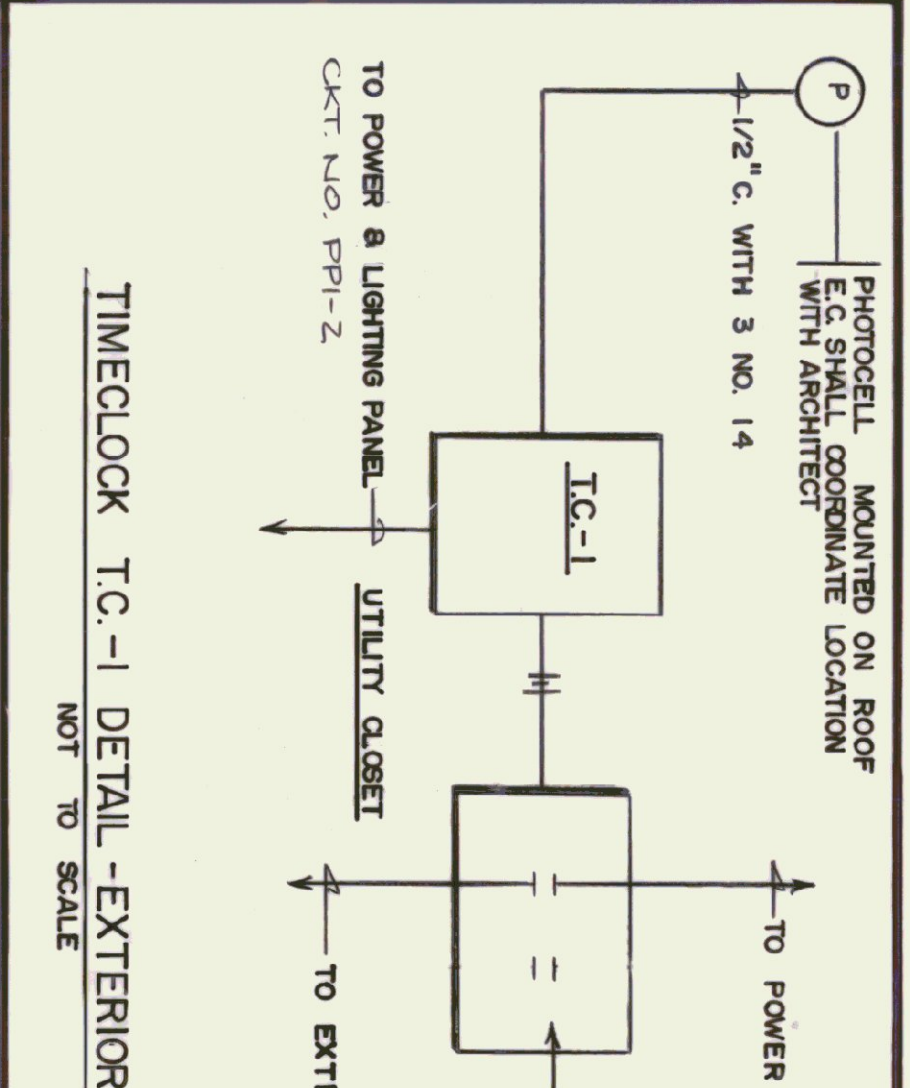 PHOTOCELL MOUNTED ON ROOF
E.C. SHALL COORDINATE LOCATION
WITH ARCHITECT
P
1/2" C. WITH 3 NO. 14
T.C.-1
TO POWER
TO POWER & LIGHTING PANEL
CKT. NO. PP1-2
UTILITY CLOSET
TO
TIMECLOCK T.C.-1 DETAIL - EXTERIOR
NOT TO SCALE